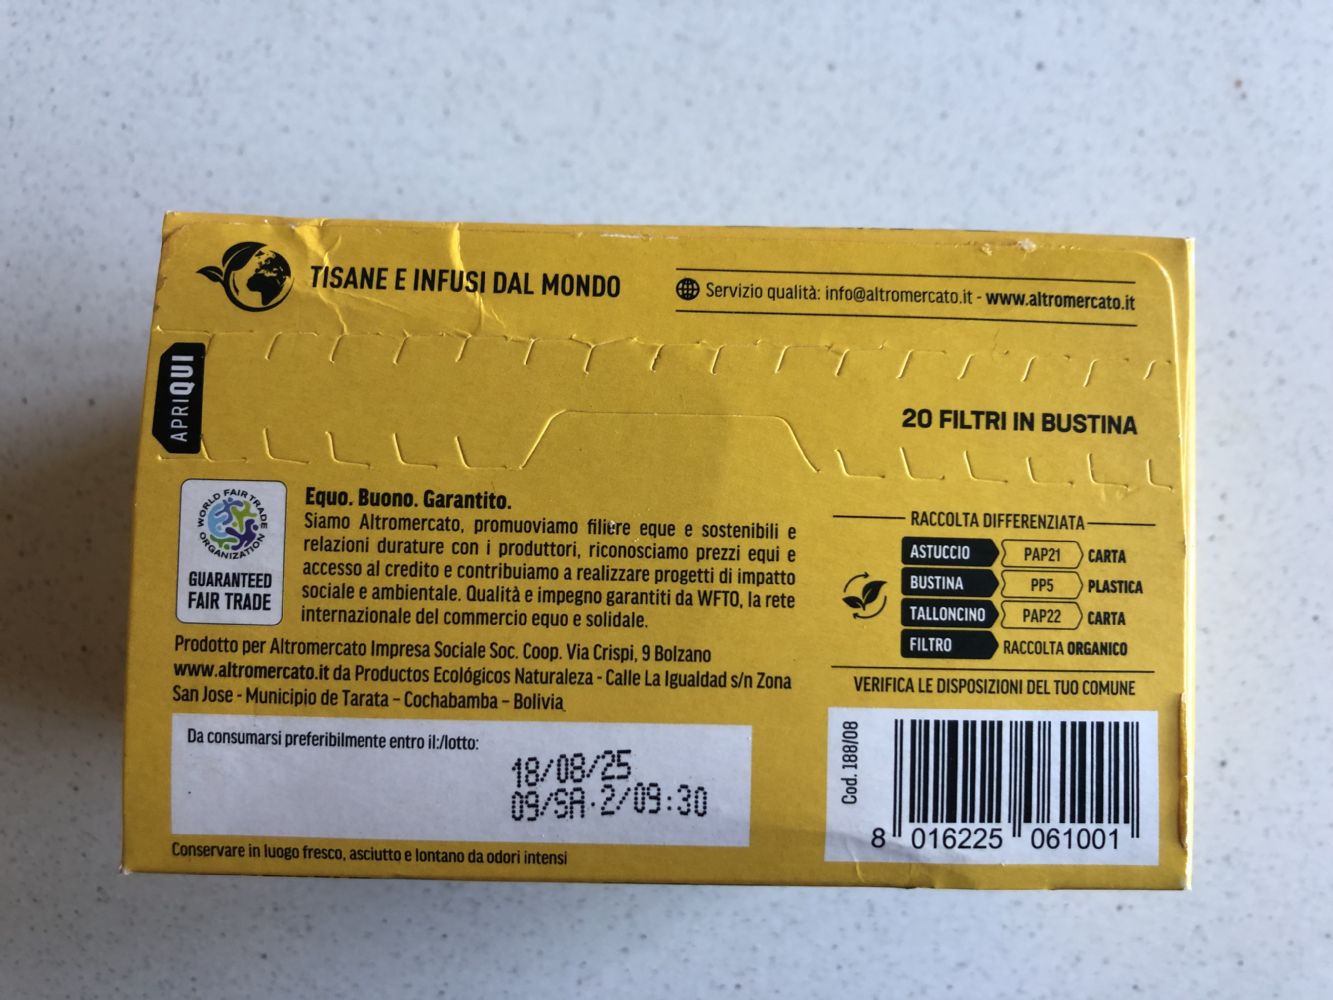 TISANE E INFUSI DAL MONDO
Servizio qualità: info@altromercato.it - www.altromercato.it
APRIQUI
20 FILTRI IN BUSTINA
WORLD FAIR TRADE ORGANIZATION
GUARANTEED
FAIR TRADE
Equo. Buono. Garantito.
Siamo Altromercato, promuoviamo filiere eque e sostenibili e
relazioni durature con i produttori, riconosciamo prezzi equi e
accesso al credito e contribuiamo a realizzare progetti di impatto
sociale e ambientale. Qualità e impegno garantiti da WFTO, la rete
internazionale del commercio equo e solidale.
Prodotto per Altromercato Impresa Sociale Soc. Coop. Via Crispi, 9 Bolzano
www.altromercato.it da Productos Ecológicos Naturaleza - Calle La Igualdad s/n Zona
San Jose - Municipio de Tarata – Cochabamba – Bolivia
Da consumarsi preferibilmente entro il:/lotto:
18/08/25
09/SA.2/09:30
Conservare in luogo fresco, asciutto e lontano da odori intensi
RACCOLTA DIFFERENZIATA
ASTUCCIO PAP21 CARTA
BUSTINA PP5 PLASTICA
TALLONCINO PAP22 CARTA
FILTRO RACCOLTA ORGANICO
VERIFICA LE DISPOSIZIONI DEL TUO COMUNE
Cod. 188/08
8 016225 061001